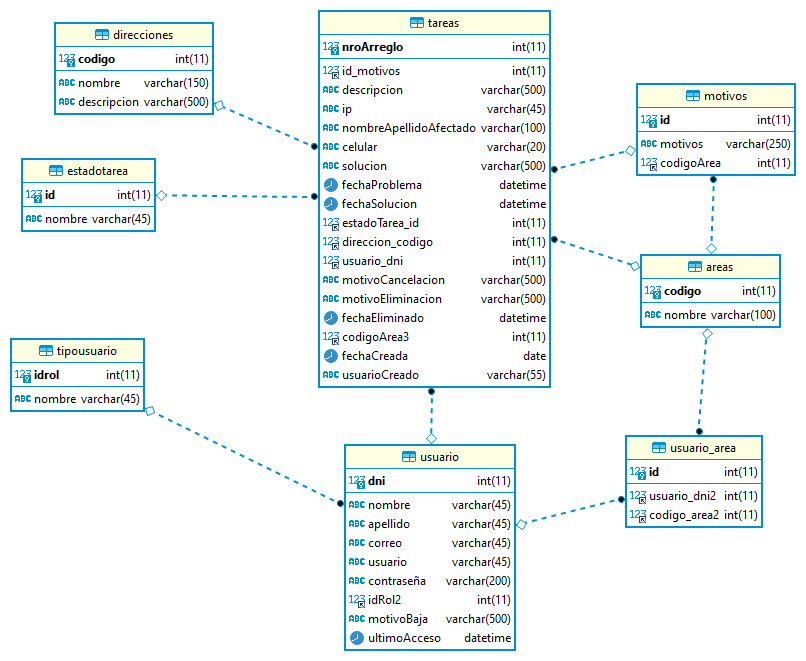 direcciones
codigo int(11)
nombre varchar(150)
descripcion varchar(500)
estadotarea
id int(11)
nombre varchar(45)
tipousuario
idrol int(11)
nombre varchar(45)
tareas
nroArreglo int(11)
id_motivos int(11)
descripcion varchar(500)
ip varchar(45)
nombreApellidoAfectado varchar(100)
celular varchar(20)
solucion varchar(500)
fechaProblema datetime
fechaSolucion datetime
estadoTarea_id int(11)
direccion_codigo int(11)
usuario_dni int(11)
motivoCancelacion varchar(500)
motivoEliminacion varchar(500)
fechaEliminado datetime
codigoArea3 int(11)
fechaCreada date
usuarioCreado varchar(55)
usuario
dni int(11)
nombre varchar(45)
apellido varchar(45)
correo varchar(45)
usuario varchar(45)
contraseña varchar(200)
idRol2 int(11)
motivoBaja varchar(500)
ultimoAcceso datetime
motivos
id int(11)
motivos varchar(250)
codigoArea int(11)
areas
codigo int(11)
nombre varchar(100)
usuario_area
id int(11)
usuario_dni2 int(11)
codigo_area2 int(11)